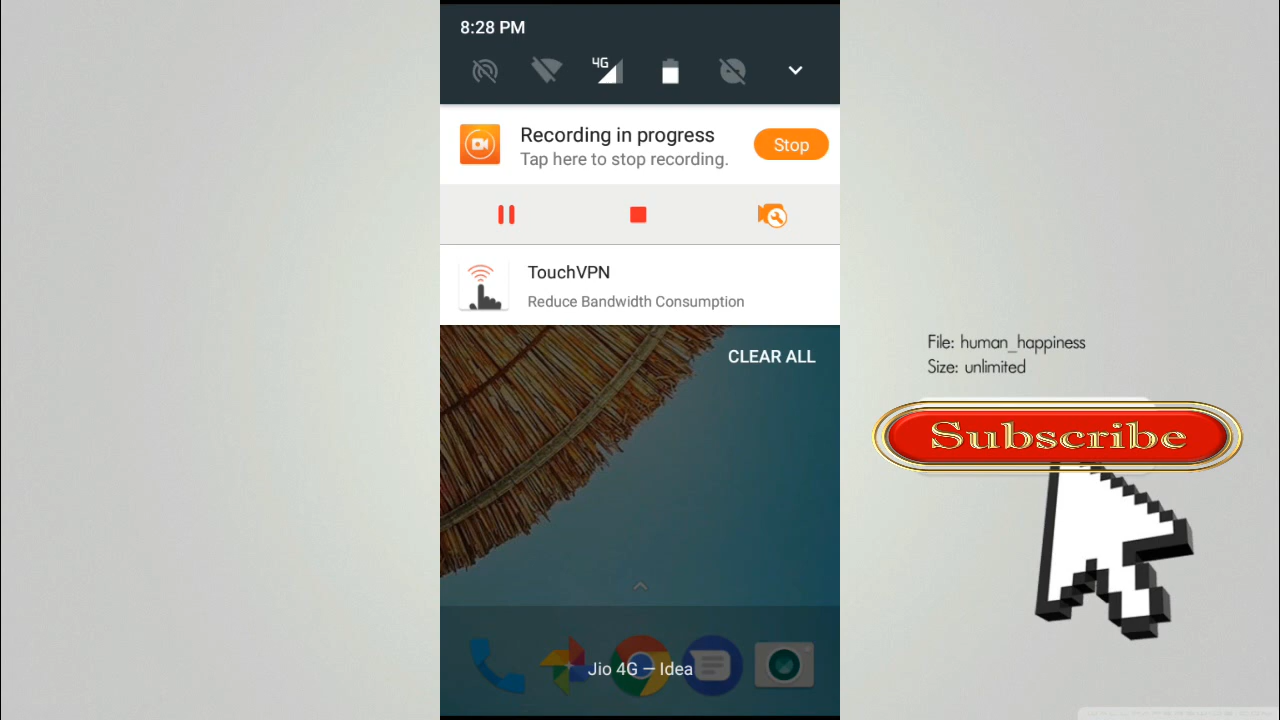 8:28 PM
4G
Recording in progress
Tap here to stop recording.
Stop
TouchVPN
Reduce Bandwidth Consumption
CLEAR ALL
Jio 4G — Idea
File: human_happiness
Size: unlimited
Subscribe